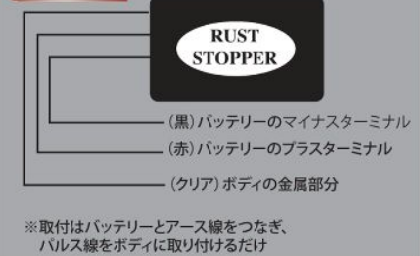 RUST
STOPPER
(黒)バッテリーのマイナスターミナル
(赤)バッテリーのプラスターミナル
(クリア)ボディの金属部分
※取付はバッテリーとアース線をつなぎ、
パルス線をボディに取り付けるだけ